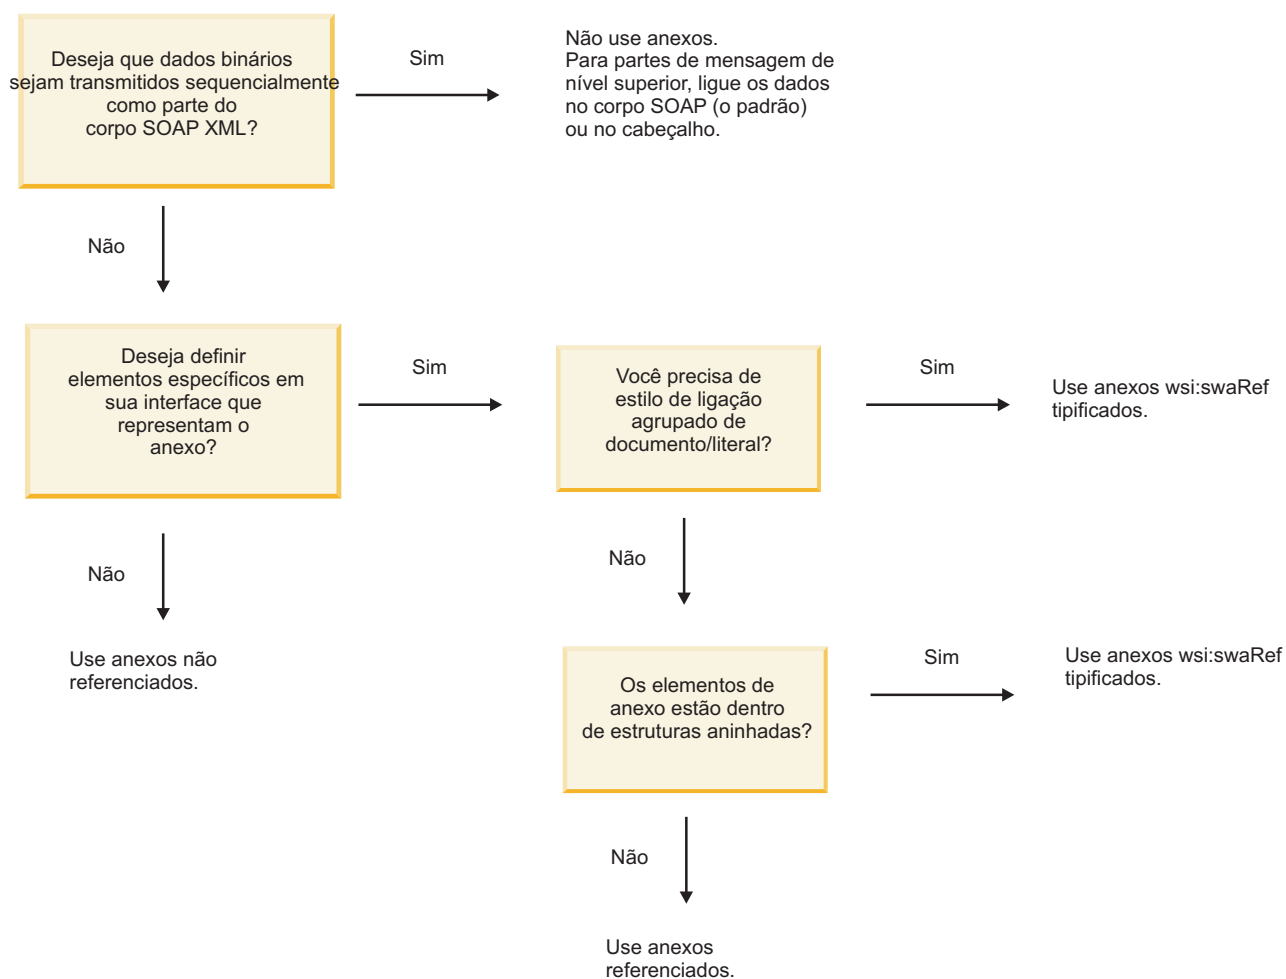 Deseja que dados binários
sejam transmitidos sequencialmente
como parte do
corpo SOAP XML?
Sim
Não use anexos.
Para partes de mensagem de
nível superior, ligue os dados
no corpo SOAP (o padrão)
ou no cabeçalho.
Não
Deseja definir
elementos específicos em
sua interface que
representam o
anexo?
Sim
Você precisa de
estilo de ligação
agrupado de
documento/literal?
Sim
Use anexos wsi:swaRef
tipificados.
Não
Use anexos não
referenciados.
Não
Os elementos de
anexo estão dentro
de estruturas aninhadas?
Sim
Use anexos wsi:swaRef
tipificados.
Não
Use anexos
referenciados.